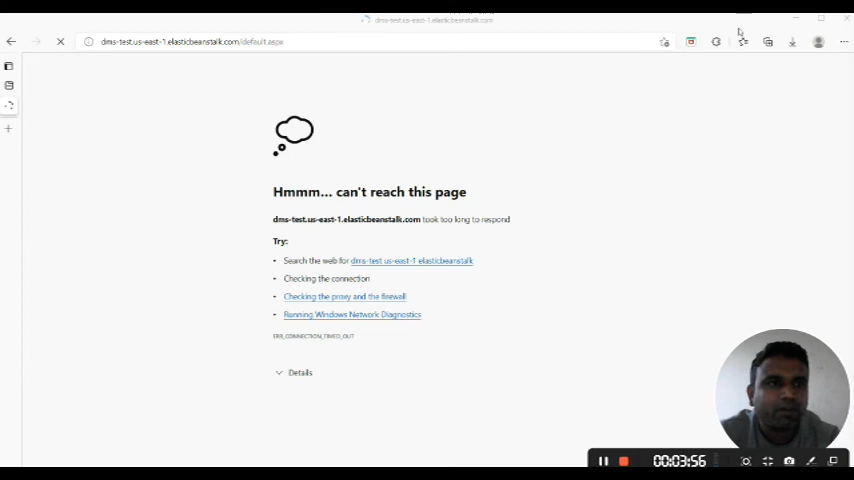 dms-test.us-east-1.elasticbeanstalk.com
dms-test.us-east-1.elasticbeanstalk.com/default.aspx
Hmmm... can't reach this page
dms-test.us-east-1.elasticbeanstalk.com took too long to respond
Try:
• Search the web for dms-test us-east-1 elasticbeanstalk
• Checking the connection
• Checking the proxy and the firewall
• Running Windows Network Diagnostics
ERR_CONNECTION_TIMED_OUT
Details
00:03:56